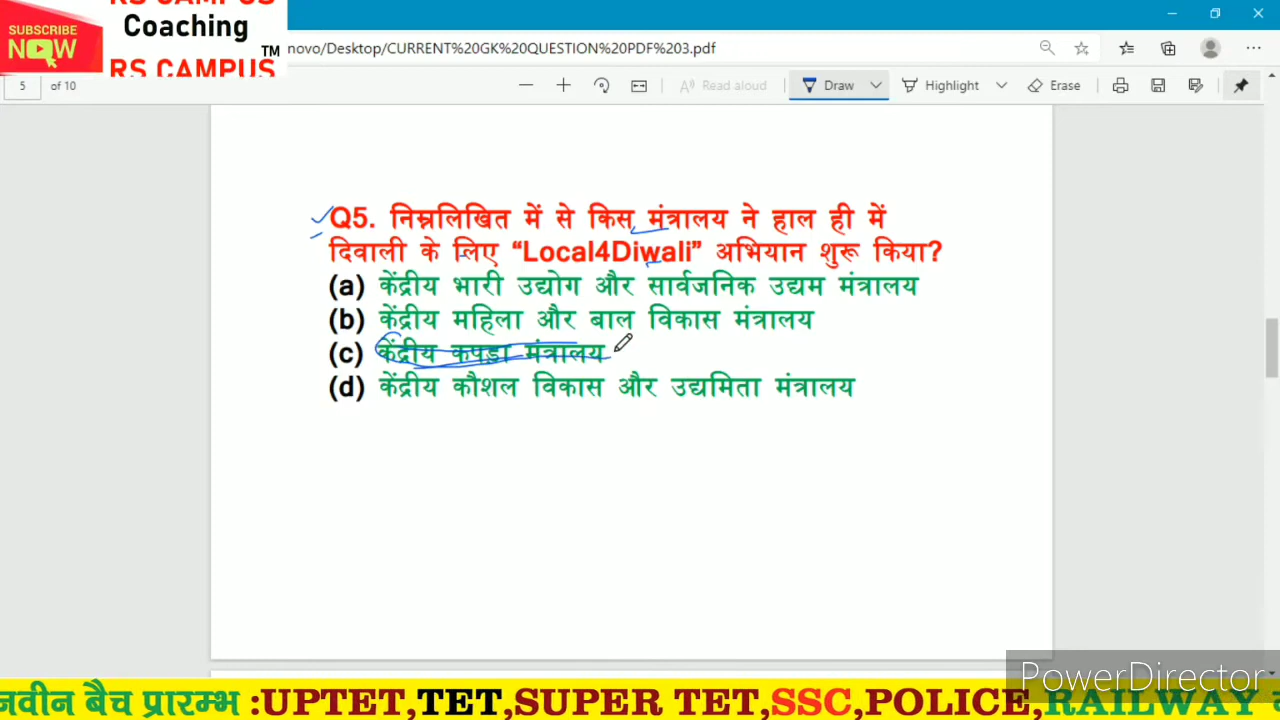 RS CAMPUS
SUBSCRIBE
NOW
Coaching
TM
RS CAMPUS
novo/Desktop/CURRENT%20GK%20QUESTION%20PDF%203.pdf
5 of 10
A Read aloud
Draw
Highlight
Erase
Q5. निम्नलिखित में से किस मंत्रालय ने हाल ही में
दिवाली के लिए “Local4Diwali” अभियान शुरू किया?
(a) केंद्रीय भारी उद्योग और सार्वजनिक उद्यम मंत्रालय
(b) केंद्रीय महिला और बाल विकास मंत्रालय
(c) केंद्रीय कपड़ा मंत्रालय
(d) केंद्रीय कौशल विकास और उद्यमिता मंत्रालय
PowerDirector
नवीन बैच प्रारम्भ :UPTET,TET,SUPER TET,SSC,POLICE,RAILWAY